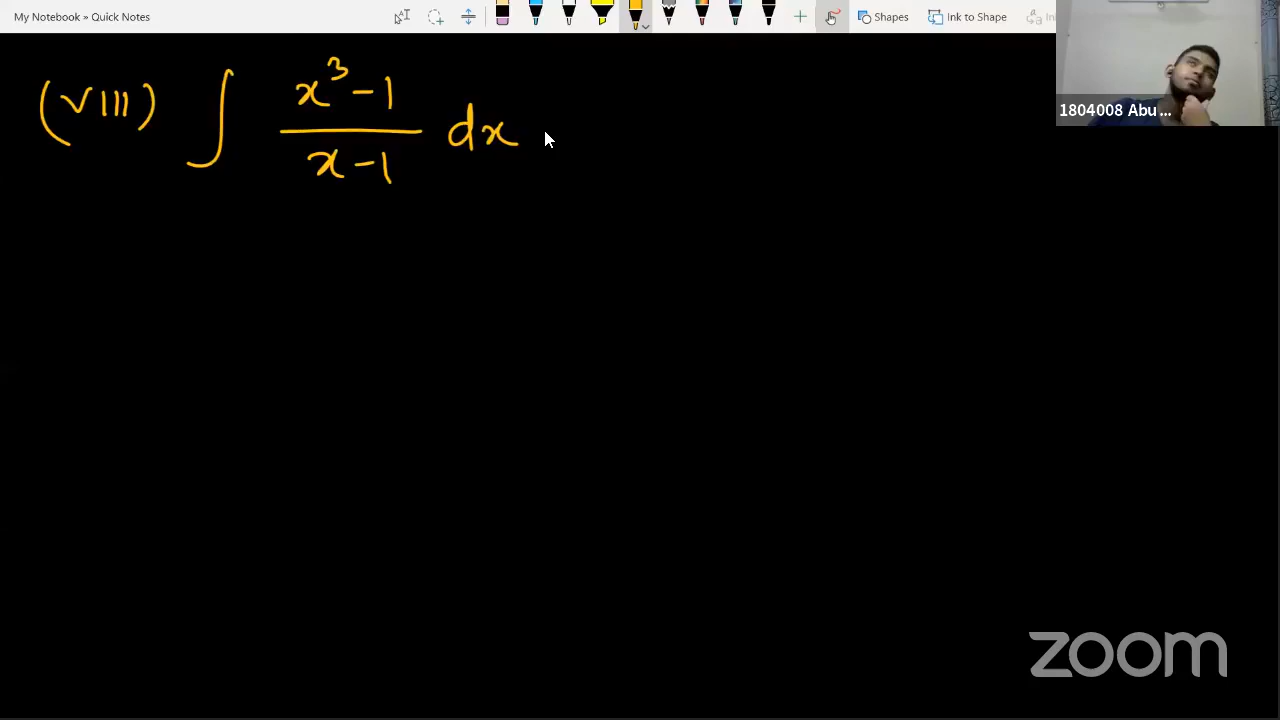 My Notebook » Quick Notes
Shapes
Ink to Shape
1804008 Abu ...
(VIII) ∫ (x³ - 1)/(x - 1) dx
zoom